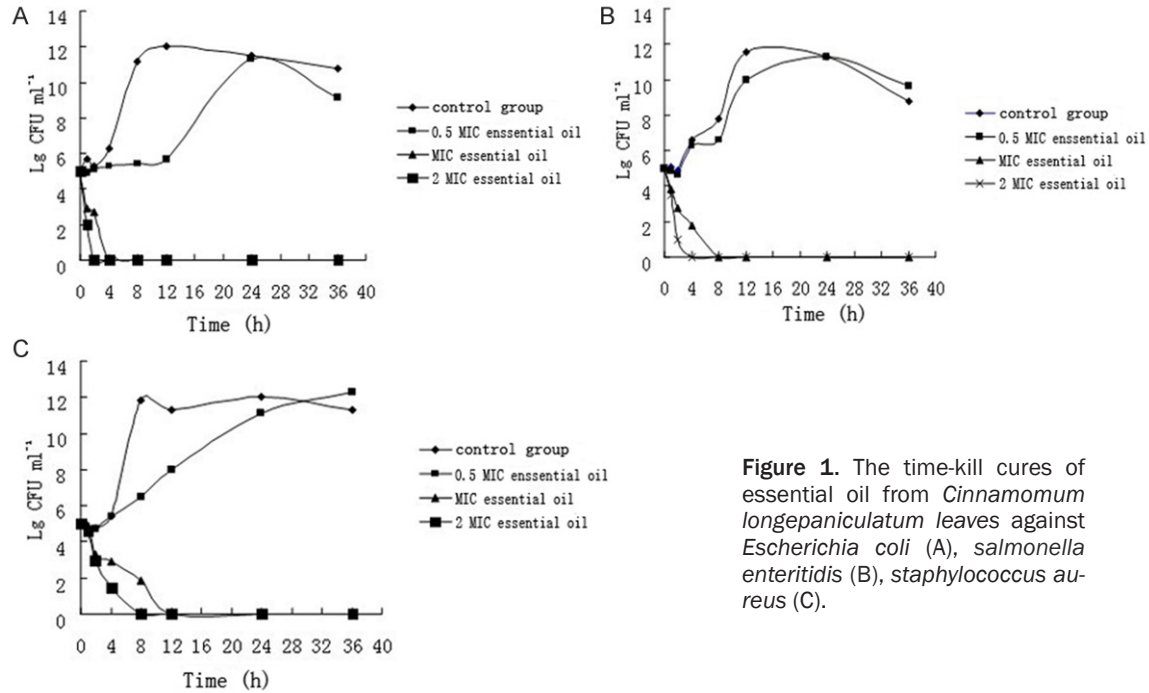 A
14
12
10
8
6
4
2
0
Lg CFU ml⁻¹
0 4 8 12 16 20 24 28 32 36 40
Time (h)
control group
0.5 MIC enssential oil
MIC essential oil
2 MIC essential oil
B
14
12
10
8
6
4
2
0
Lg CFU ml⁻¹
0 4 8 12 16 20 24 28 32 36 40
Time (h)
control group
0.5 MIC enssential oil
MIC essential oil
2 MIC essential oil
C
14
12
10
8
6
4
2
0
Lg CFU ml⁻¹
0 4 8 12 16 20 24 28 32 36 40
Time (h)
control group
0.5 MIC enssential oil
MIC essential oil
2 MIC essential oil
Figure 1. The time-kill cures of
essential oil from Cinnamomum
longepaniculatum leaves against
Escherichia coli (A), salmonella
enteritidis (B), staphylococcus au-
reus (C).